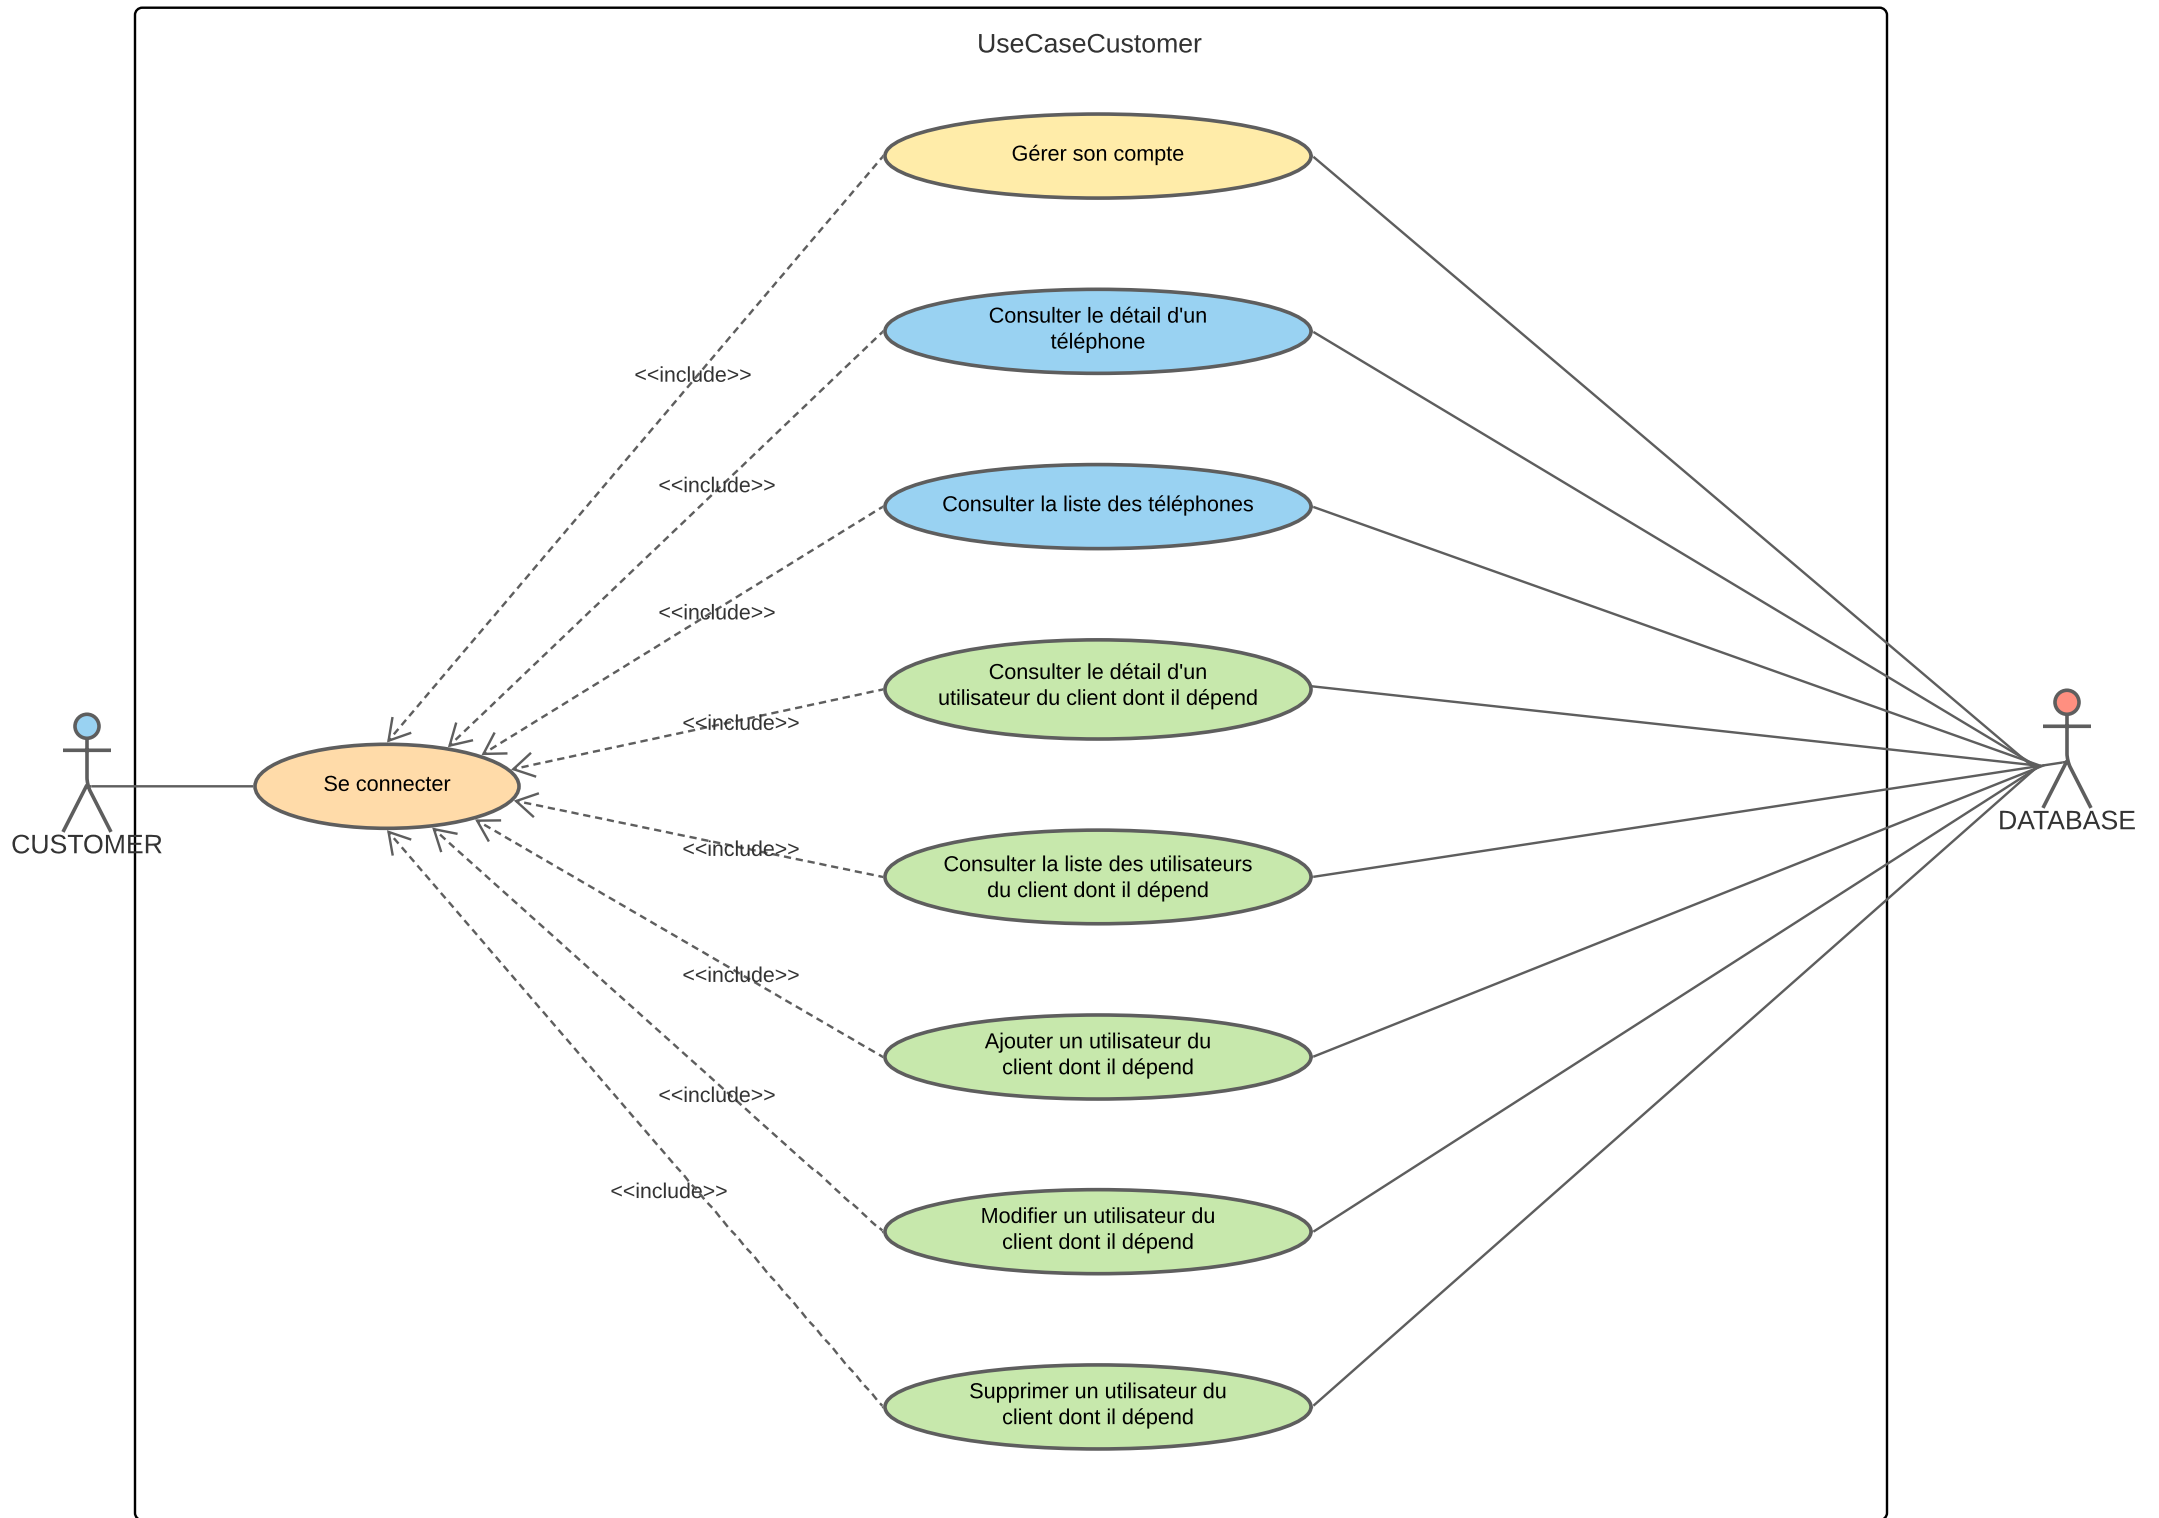 UseCaseCustomer
Gérer son compte
Consulter le détail d'un
téléphone
<<include>>
<<include>>
Consulter la liste des téléphones
<<include>>
Consulter le détail d'un
utilisateur du client dont il dépend
<<include>>
Se connecter
CUSTOMER
DATABASE
<<include>>
Consulter la liste des utilisateurs
du client dont il dépend
<<include>>
Ajouter un utilisateur du
client dont il dépend
<<include>>
<<include>>
Modifier un utilisateur du
client dont il dépend
Supprimer un utilisateur du
client dont il dépend